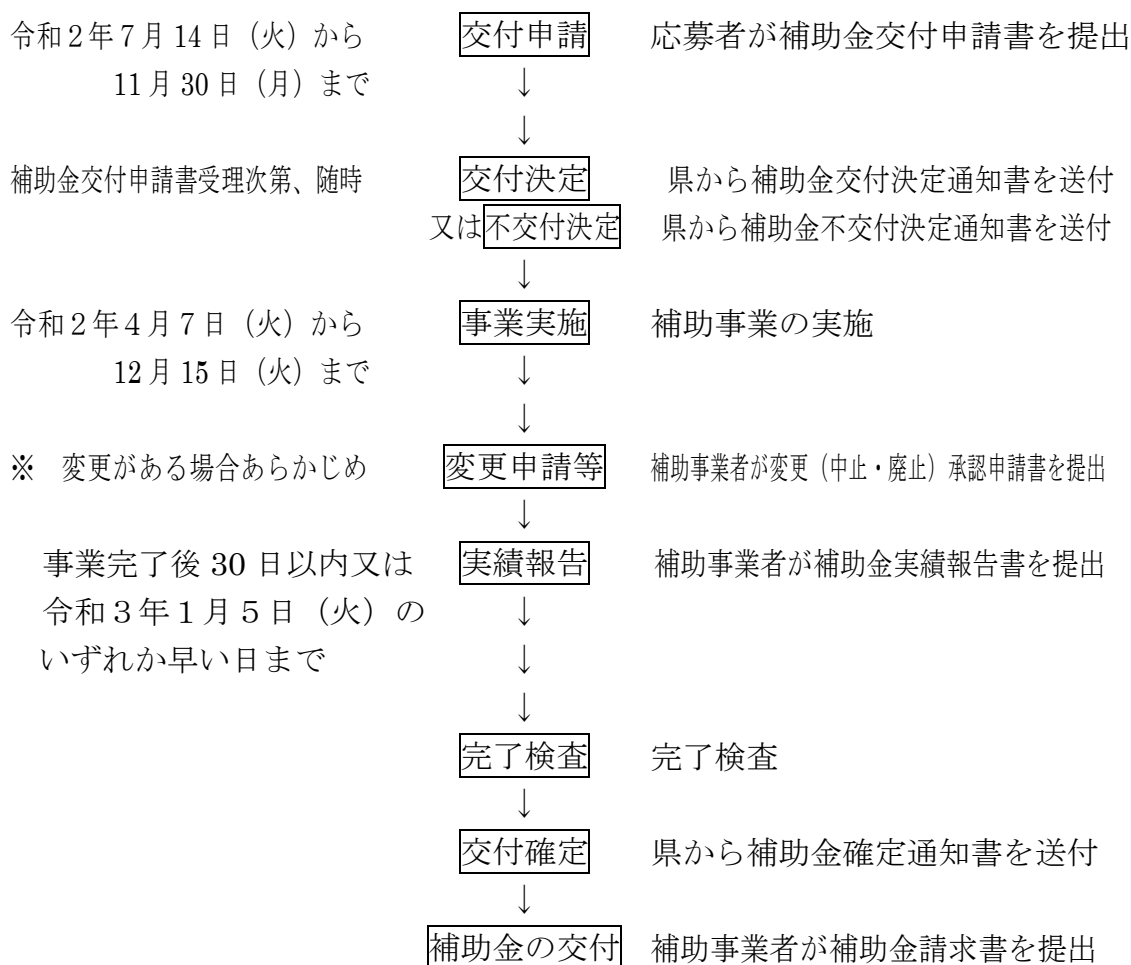 令和２年７月 14 日（火）から 交付申請 応募者が補助金交付申請書を提出
11 月 30 日（月）まで ↓
↓
補助金交付申請書受理次第、随時 交付決定 県から補助金交付決定通知書を送付
又は不交付決定 県から補助金不交付決定通知書を送付
↓
令和２年４月７日（火）から 事業実施 補助事業の実施
12 月 15 日（火）まで ↓
↓
※ 変更がある場合あらかじめ 変更申請等 補助事業者が変更（中止・廃止）承認申請書を提出
↓
事業完了後 30 日以内又は 実績報告 補助事業者が補助金実績報告書を提出
令和３年１月５日（火）の ↓
いずれか早い日まで ↓
↓
完了検査 完了検査
↓
交付確定 県から補助金確定通知書を送付
↓
補助金の交付 補助事業者が補助金請求書を提出